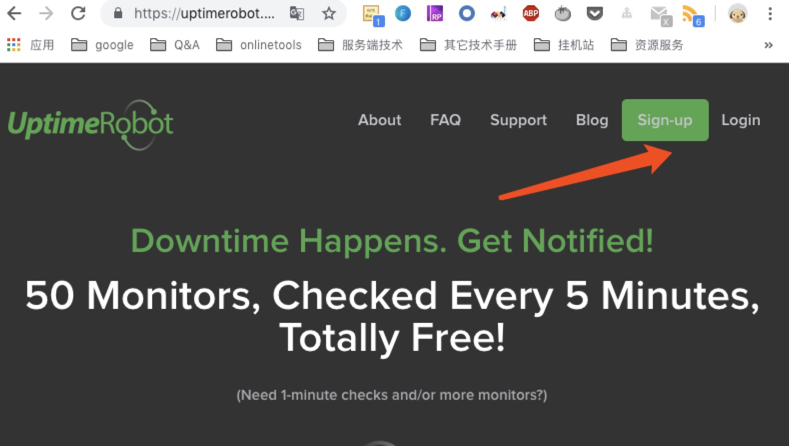 https://uptimerobot....
1
RP
ABP
x
6
应用
google
Q&A
onlinetools
服务端技术
其它技术手册
挂机站
资源服务
»
UptimeRobot
About
FAQ
Support
Blog
Sign-up
Login
Downtime Happens. Get Notified!
50 Monitors, Checked Every 5 Minutes,
Totally Free!
(Need 1-minute checks and/or more monitors?)